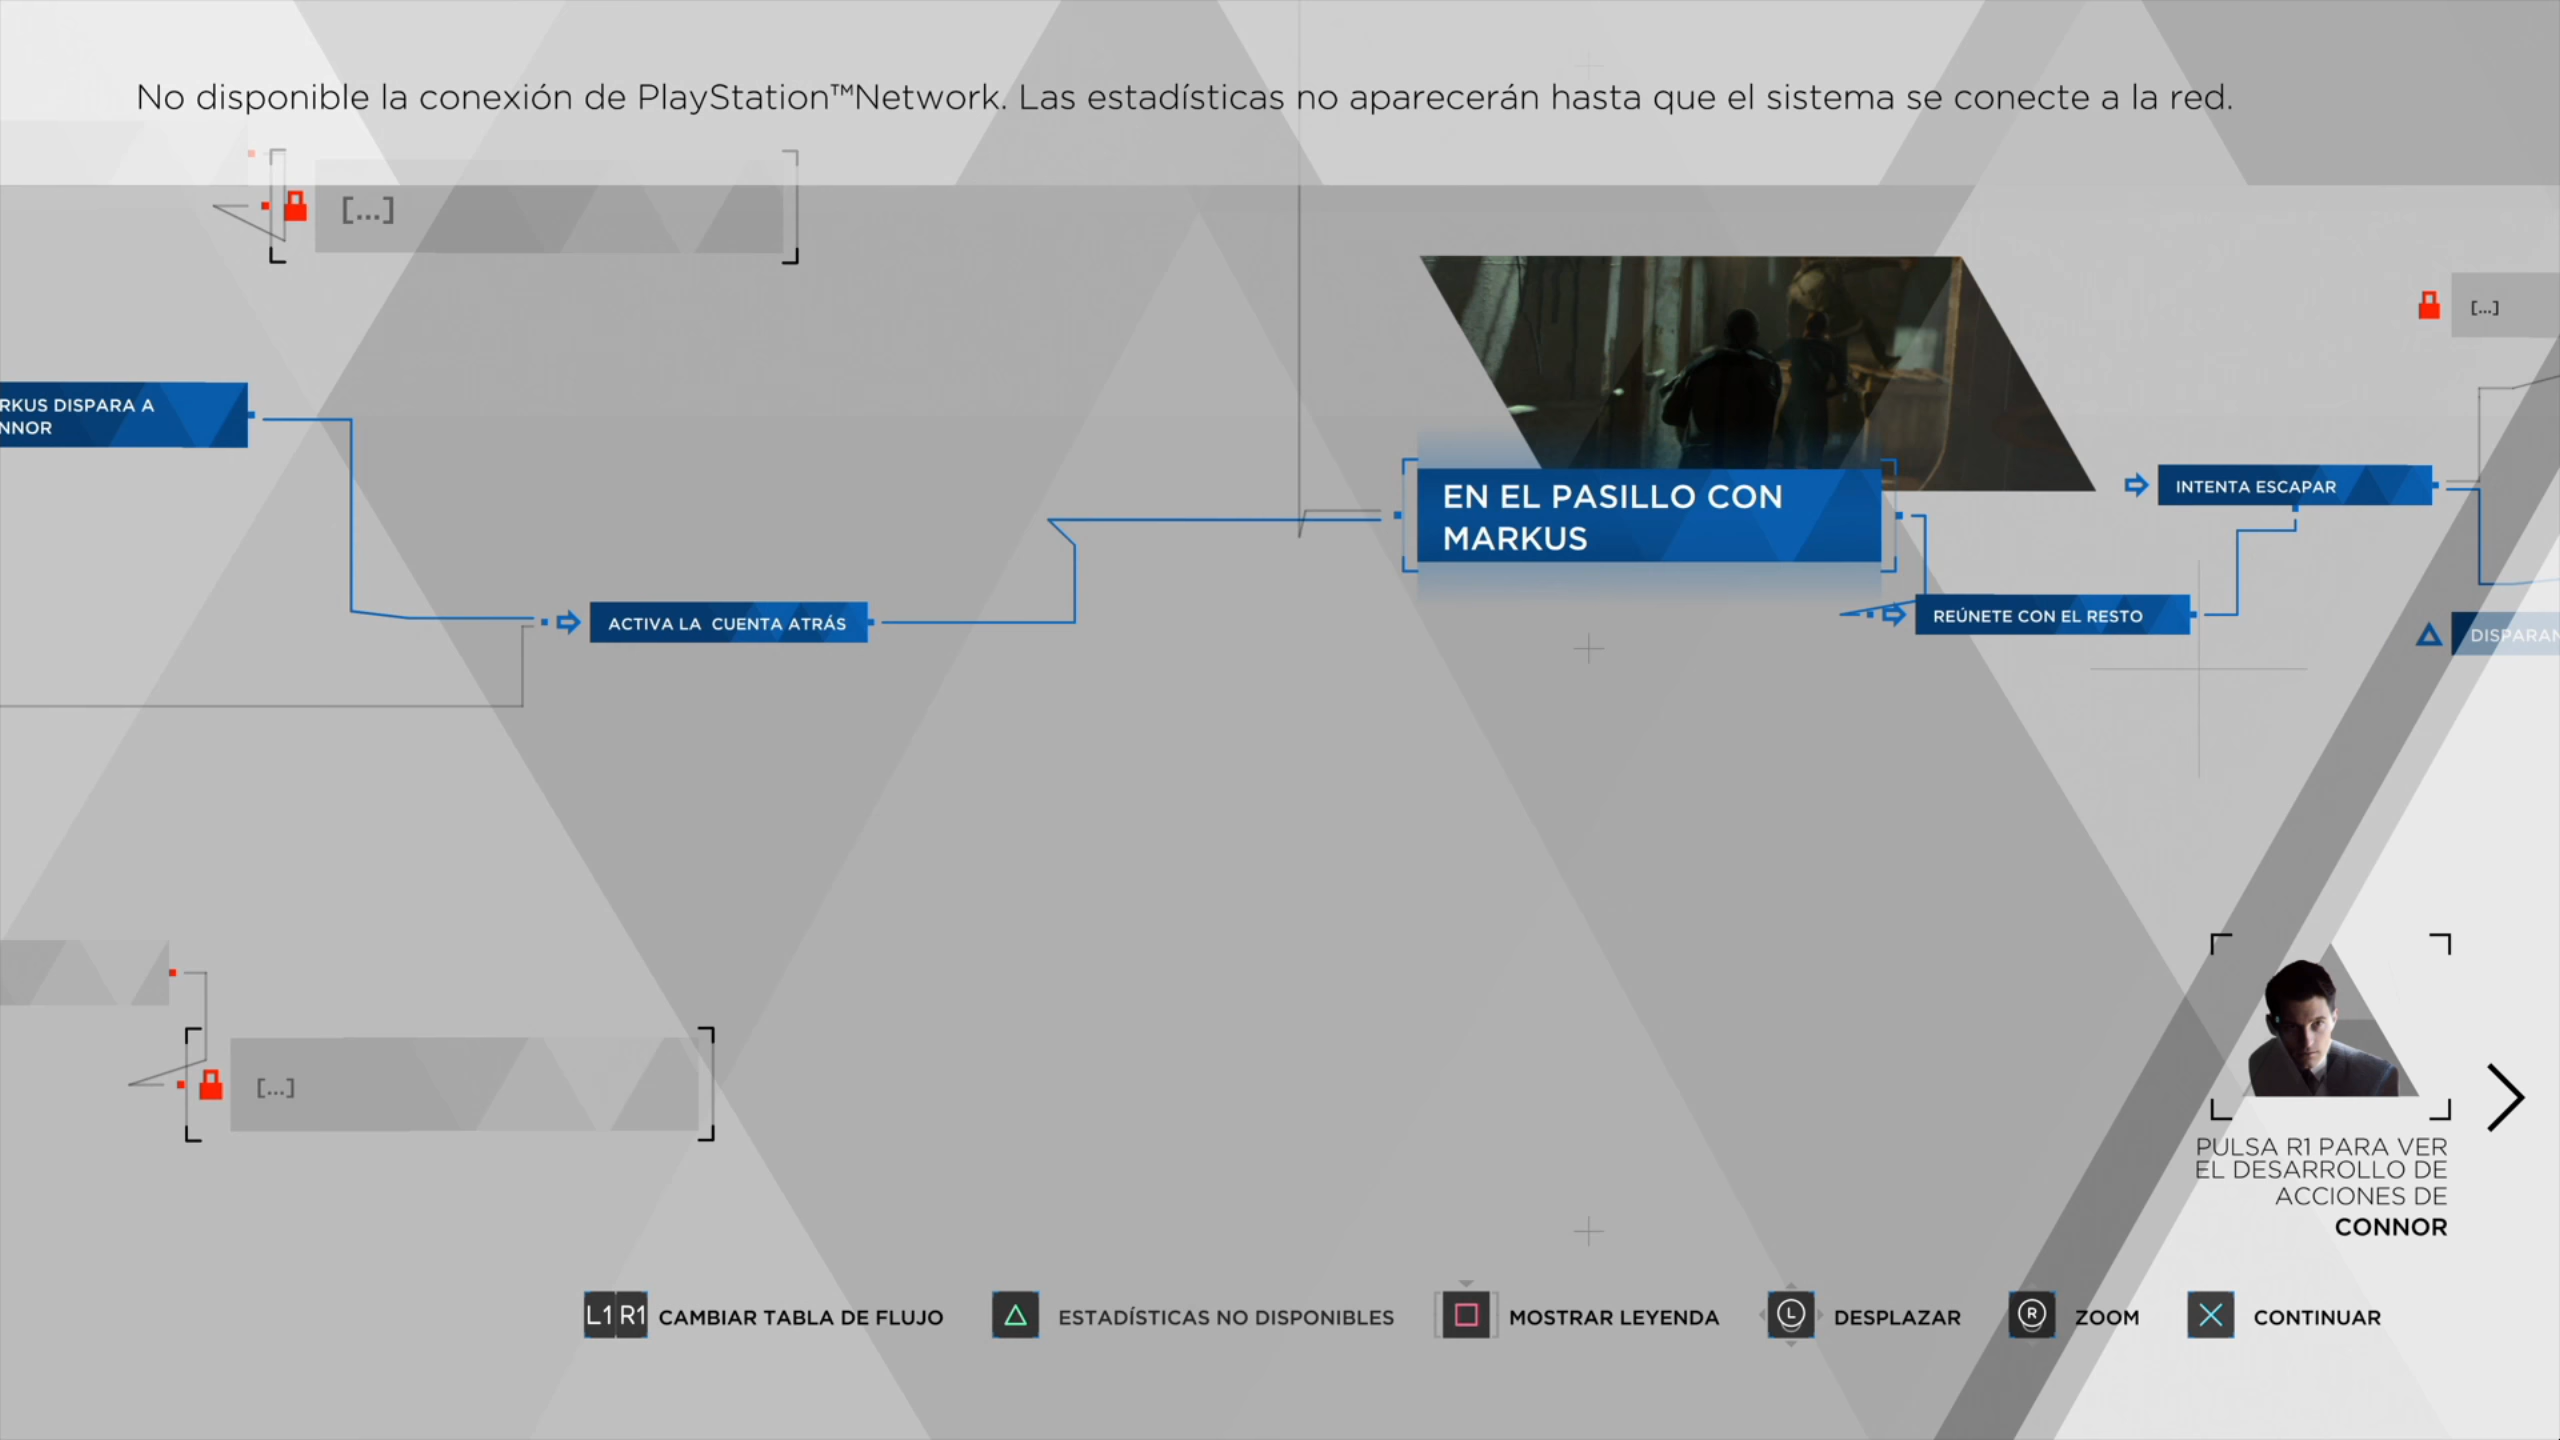 No disponible la conexión de PlayStation™Network. Las estadísticas no aparecerán hasta que el sistema se conecte a la red.
[...]
[...]
RKUS DISPARA A
NNOR
EN EL PASILLO CON
MARKUS
INTENTA ESCAPAR
ACTIVA LA CUENTA ATRÁS
REÚNETE CON EL RESTO
DISPARAN
[...]
PULSA R1 PARA VER
EL DESARROLLO DE
ACCIONES DE
CONNOR
L1 R1 CAMBIAR TABLA DE FLUJO
ESTADÍSTICAS NO DISPONIBLES
MOSTRAR LEYENDA
L DESPLAZAR
R ZOOM
CONTINUAR